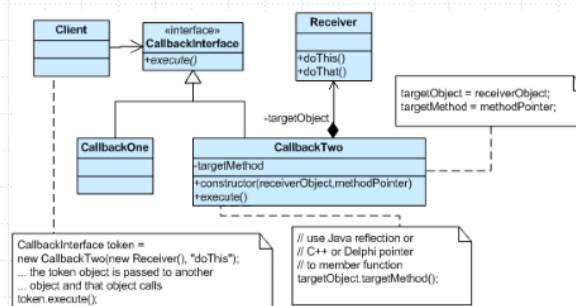 Client
«interface»
CallbackInterface
+execute()
Receiver
+doThis()
+doThat()
targetObject = receiverObject;
targetMethod = methodPointer;
-targetObject
CallbackOne
CallbackTwo
-targetMethod
+constructor(receiverObject,methodPointer)
+execute()
CallbackInterface token =
new CallbackTwo(new Receiver(), "doThis");
... the token object is passed to another
... object and that object calls
token.execute();
// use Java reflection or
// C++ or Delphi pointer
// to member function
targetObject.targetMethod();